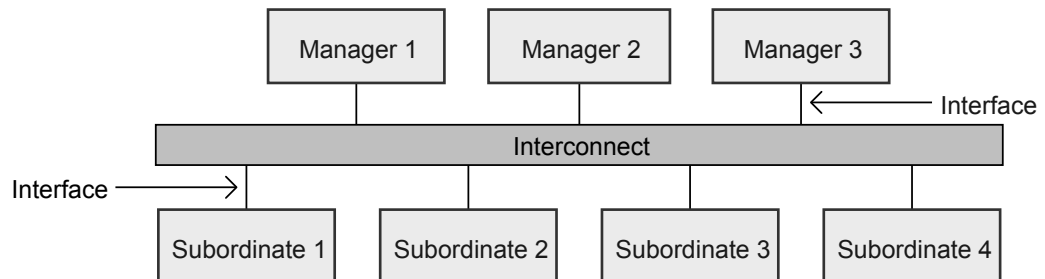 Manager 1
Manager 2
Manager 3
Interface
Interconnect
Interface
Subordinate 1
Subordinate 2
Subordinate 3
Subordinate 4